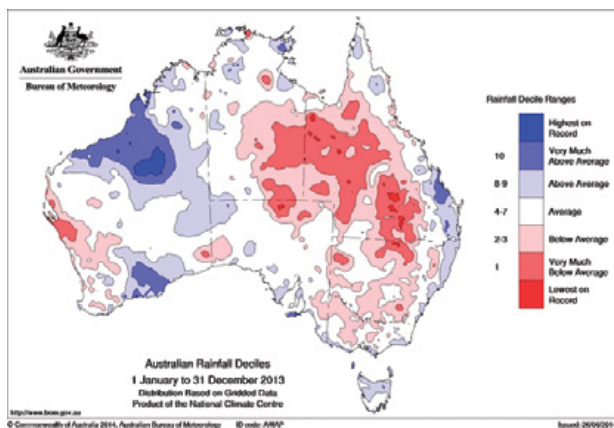 Australian Government
Bureau of Meteorology
Rainfall Decile Ranges
Highest on
Record
10
Very Much
Above Average
8-9
Above Average
4-7
Average
2-3
Below Average
1
Very Much
Below Average
Lowest on
Record
Australian Rainfall Deciles
1 January to 31 December 2013
Distribution Based on Gridded Data
Product of the National Climate Centre
http://www.bom.gov.au
© Commonwealth of Australia 2014, Australian Bureau of Meteorology
ID code: AWAP
Issued: